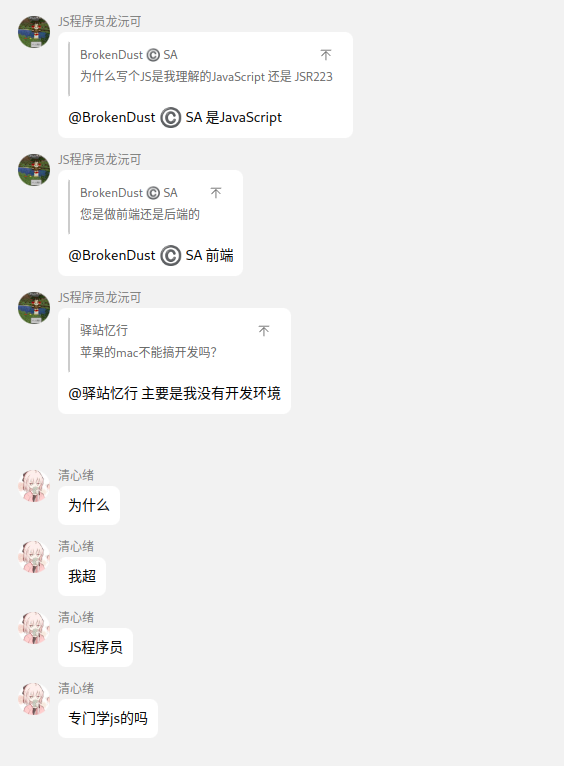 JS程序员龙沅可
BrokenDust © SA
为什么写个JS是我理解的JavaScript 还是 JSR223
@BrokenDust © SA 是JavaScript
JS程序员龙沅可
BrokenDust © SA
您是做前端还是后端的
@BrokenDust © SA 前端
JS程序员龙沅可
驿站忆行
苹果的mac不能搞开发吗?
@驿站忆行 主要是我没有开发环境
清心绪
为什么
清心绪
我超
清心绪
JS程序员
清心绪
专门学js的吗